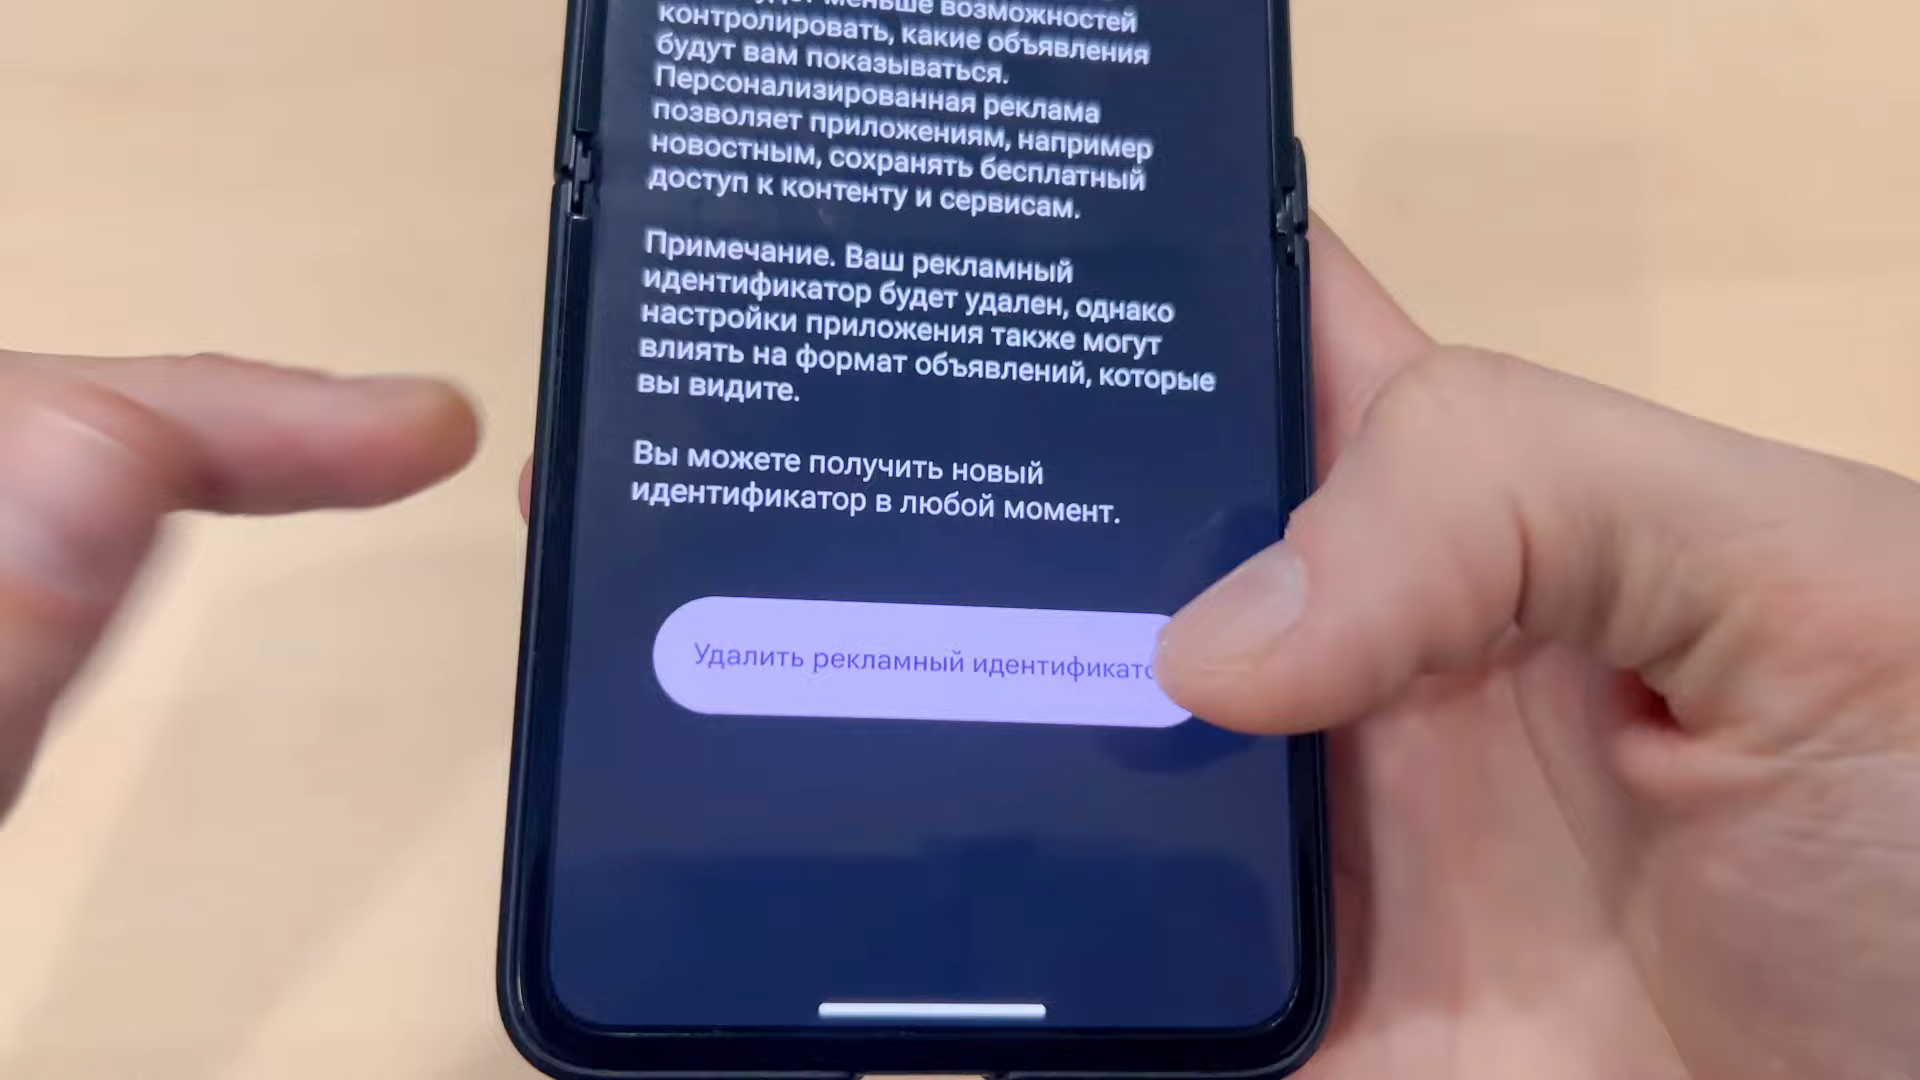 меньше возможностей
контролировать, какие объявления
будут вам показываться.
Персонализированная реклама
позволяет приложениям, например
новостным, сохранять бесплатный
доступ к контенту и сервисам.
Примечание. Ваш рекламный
идентификатор будет удален, однако
настройки приложения также могут
влиять на формат объявлений, которые
вы видите.
Вы можете получить новый
идентификатор в любой момент.
Удалить рекламный идентификато